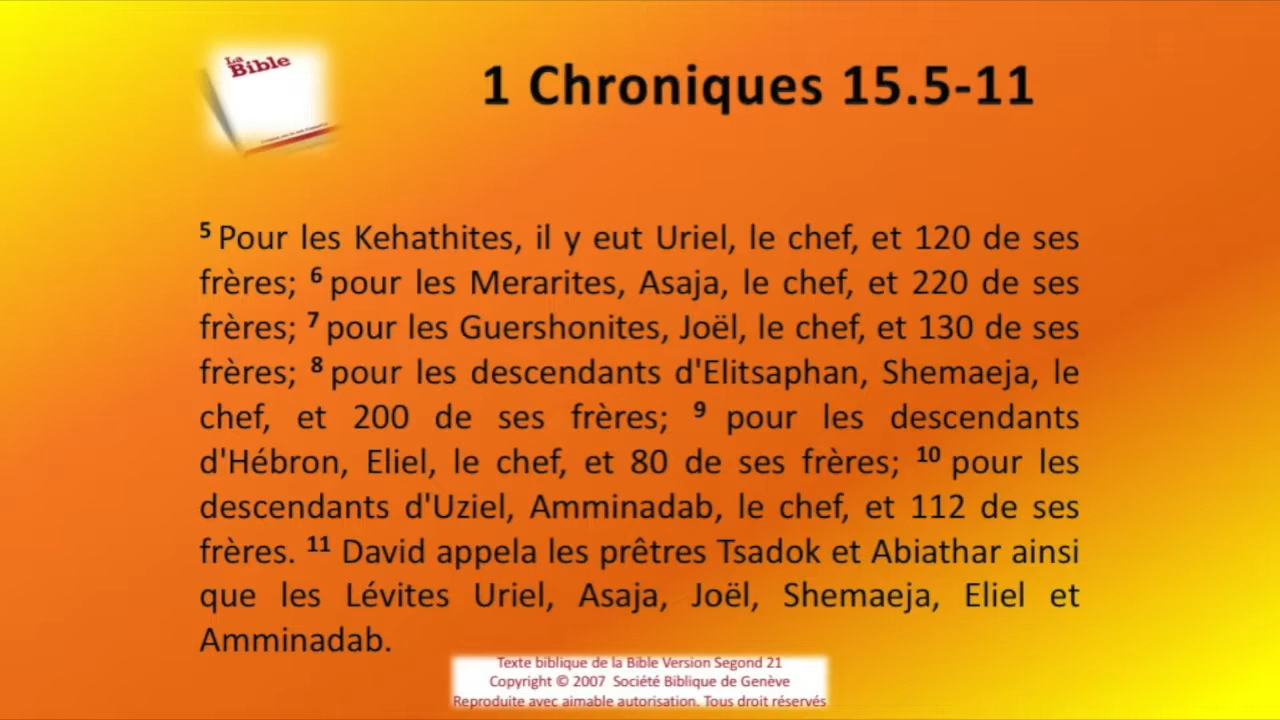 La
Bible
1 Chroniques 15.5-11
5 Pour les Kehathites, il y eut Uriel, le chef, et 120 de ses
frères; 6 pour les Merarites, Asaja, le chef, et 220 de ses
frères; 7 pour les Guershonites, Joël, le chef, et 130 de ses
frères; 8 pour les descendants d'Elitsaphan, Shemaeja, le
chef, et 200 de ses frères; 9 pour les descendants
d'Hébron, Eliel, le chef, et 80 de ses frères; 10 pour les
descendants d'Uziel, Amminadab, le chef, et 112 de ses
frères. 11 David appela les prêtres Tsadok et Abiathar ainsi
que les Lévites Uriel, Asaja, Joël, Shemaeja, Eliel et
Amminadab.
Texte biblique de la Bible Version Segond 21
Copyright © 2007 Société Biblique de Genève
Reproduite avec aimable autorisation. Tous droit réservés